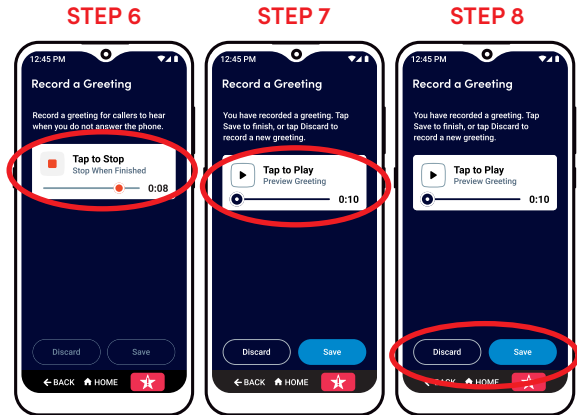 STEP 6
12:45 PM
Record a Greeting
Record a greeting for callers to hear
when you do not answer the phone.
Tap to Stop
Stop When Finished
0:08
Discard
Save
BACK
HOME
STEP 7
12:45 PM
Record a Greeting
You have recorded a greeting. Tap
Save to finish, or tap Discard to
record a new greeting.
Tap to Play
Preview Greeting
0:10
Discard
Save
BACK
HOME
STEP 8
12:45 PM
Record a Greeting
You have recorded a greeting. Tap
Save to finish, or tap Discard to
record a new greeting.
Tap to Play
Preview Greeting
0:10
Discard
Save
BACK
HOME